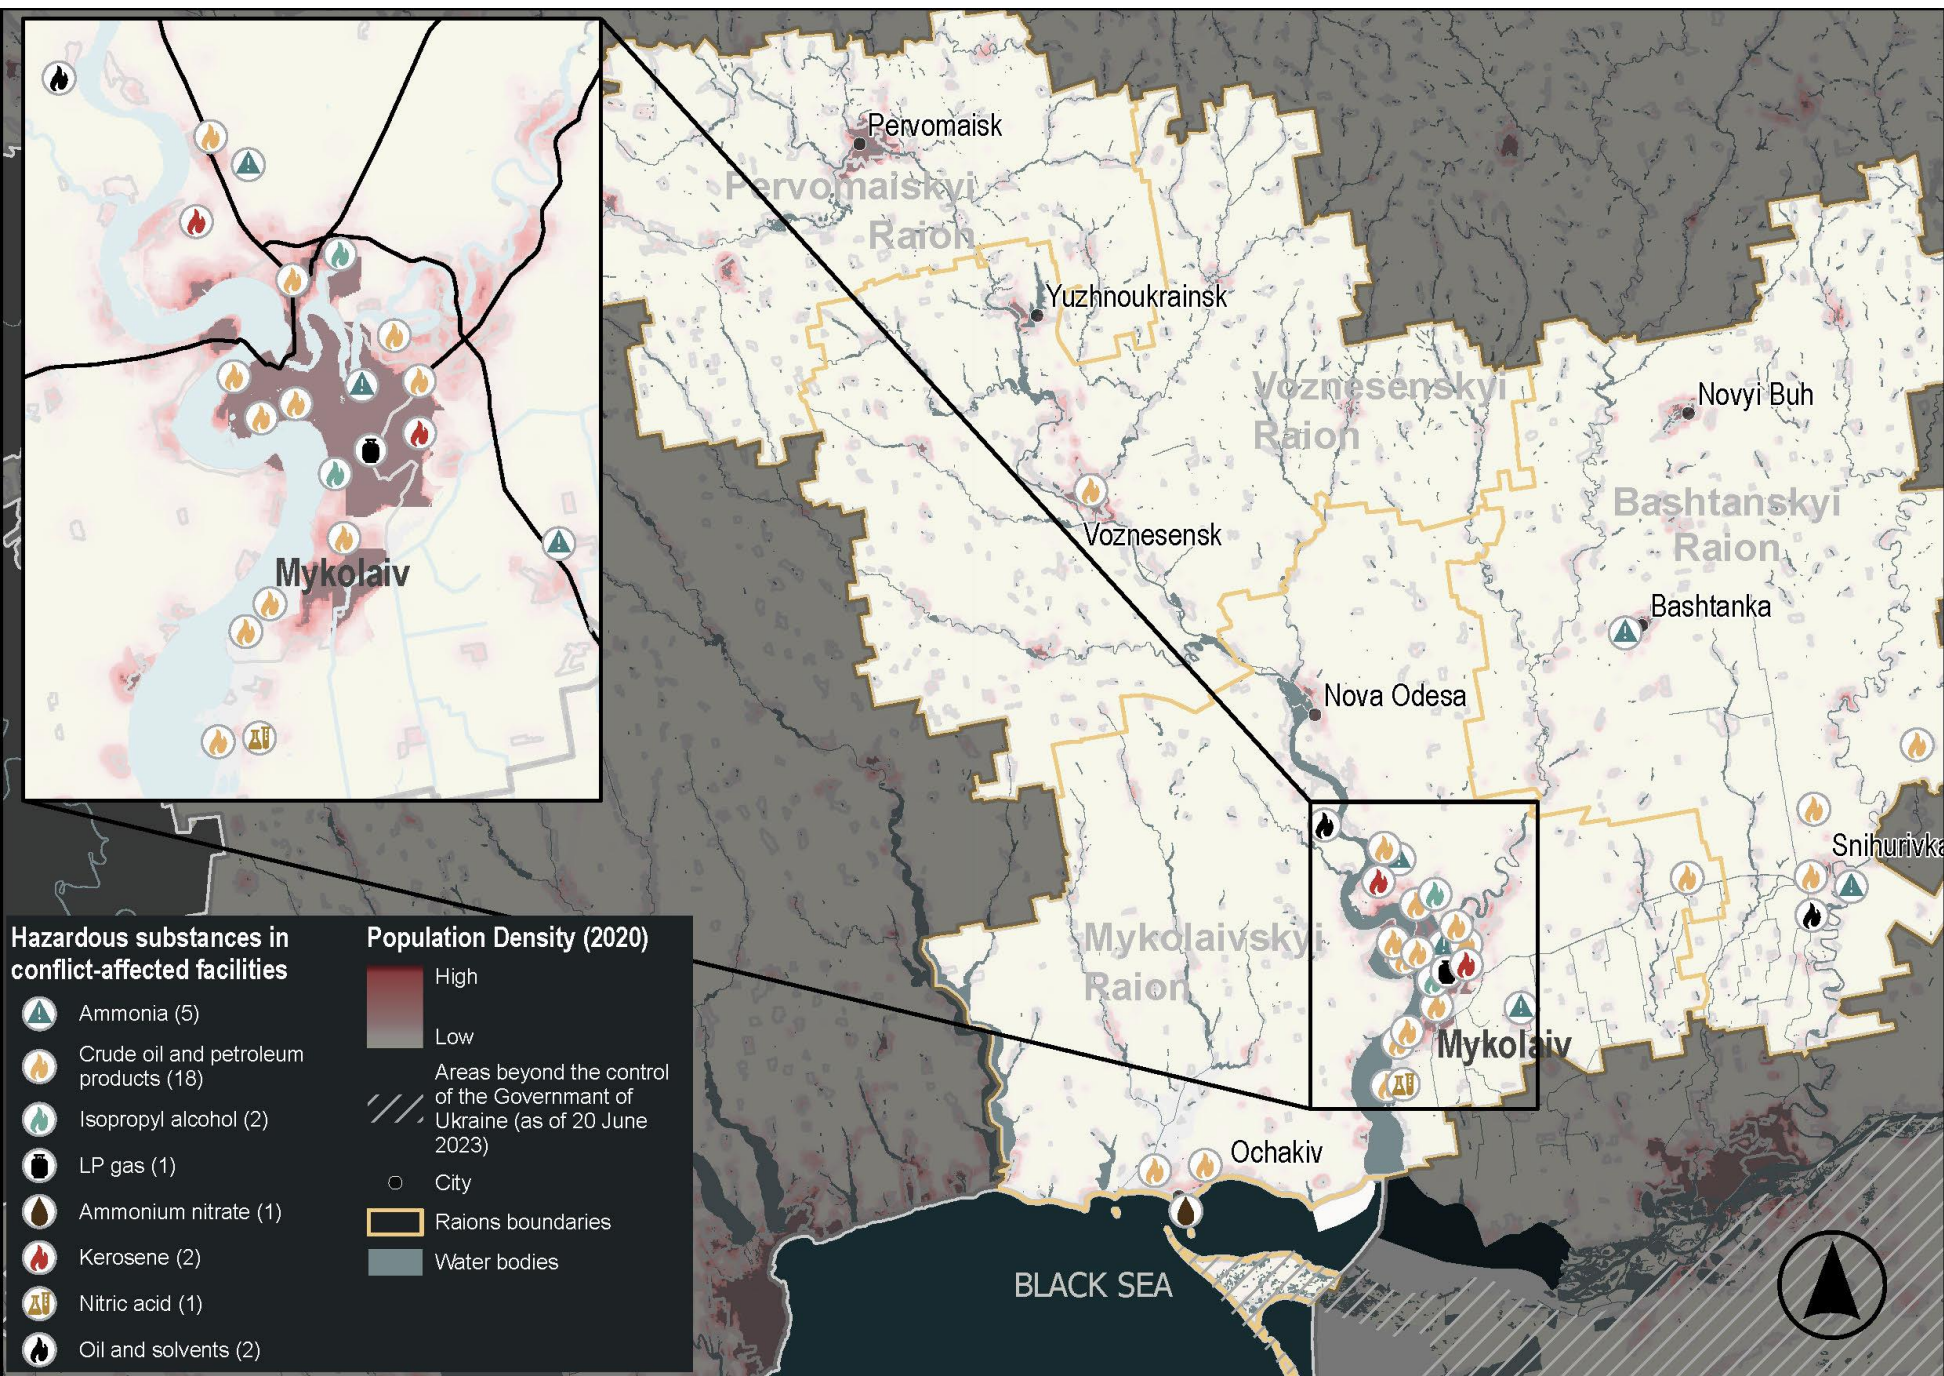 Pervomaisk
Pervomaiskyi
Raion
Yuzhnoukrainsk
Voznesenskyi
Raion
Novyi Buh
Bashtanskyi
Raion
Voznesensk
Bashtanka
Nova Odesa
Mykolaiv
Snihurivka
Mykolaivskyi
Raion
Mykolaiv
Ochakiv
BLACK SEA
Hazardous substances in
conflict-affected facilities
Ammonia (5)
Crude oil and petroleum
products (18)
Isopropyl alcohol (2)
LP gas (1)
Ammonium nitrate (1)
Kerosene (2)
Nitric acid (1)
Oil and solvents (2)
Population Density (2020)
High
Low
Areas beyond the control
of the Governmant of
Ukraine (as of 20 June
2023)
City
Raions boundaries
Water bodies